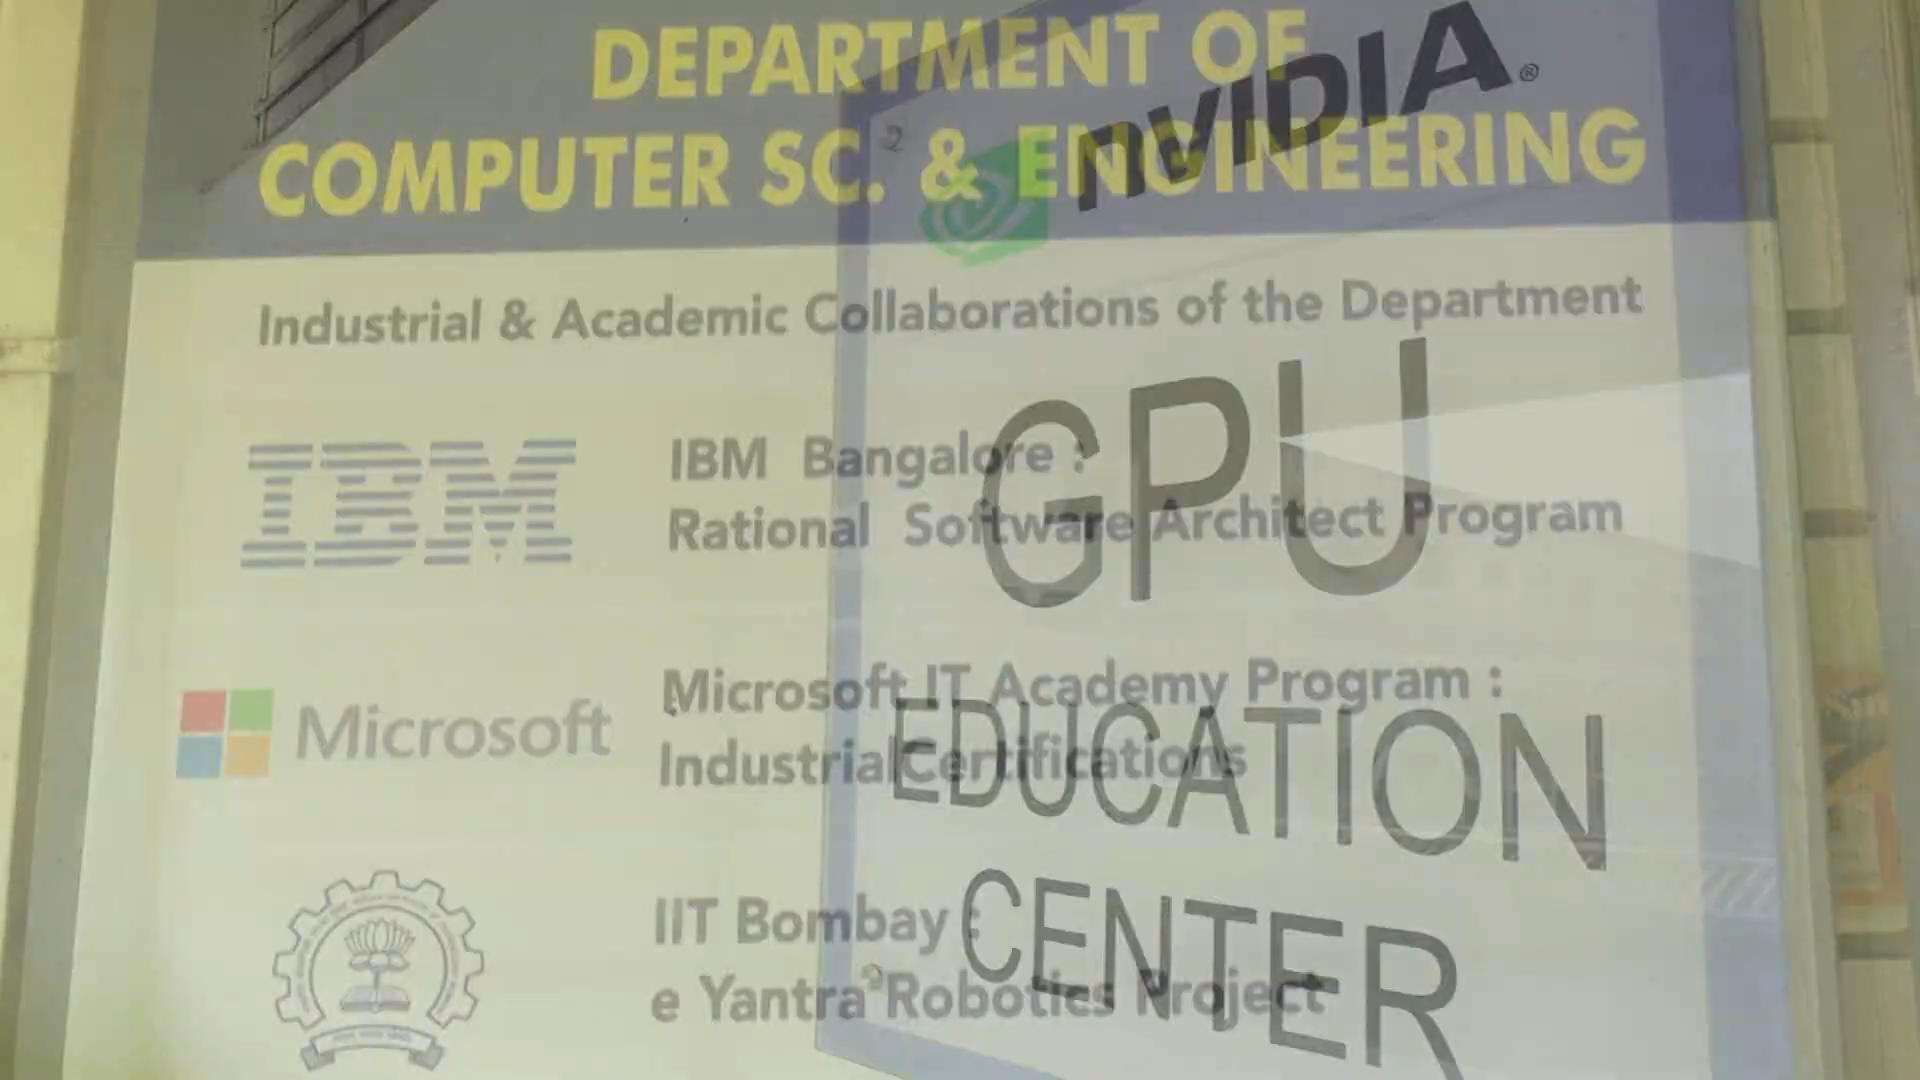 DEPARTMENT OF
COMPUTER SC. & ENGINEERING
Industrial & Academic Collaborations of the Department
IBM
IBM Bangalore :
Rational Software Architect Program
Microsoft
Microsoft IT Academy Program :
Industrial Certifications
IIT Bombay :
e Yantra Robotics Project
nVIDIA®
GPU
EDUCATION
CENTER